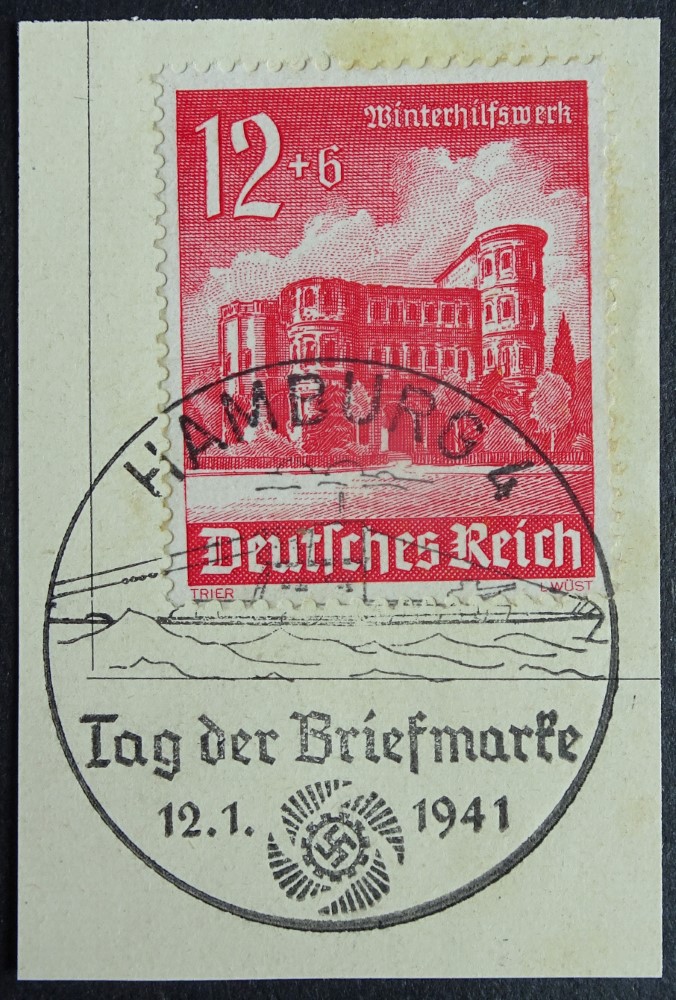 12+6
Winterhilfswerk
Deutsches Reich
TRIER
L.WÜST
HAMBURG 4
Tag der Briefmarke
12.1. 1941